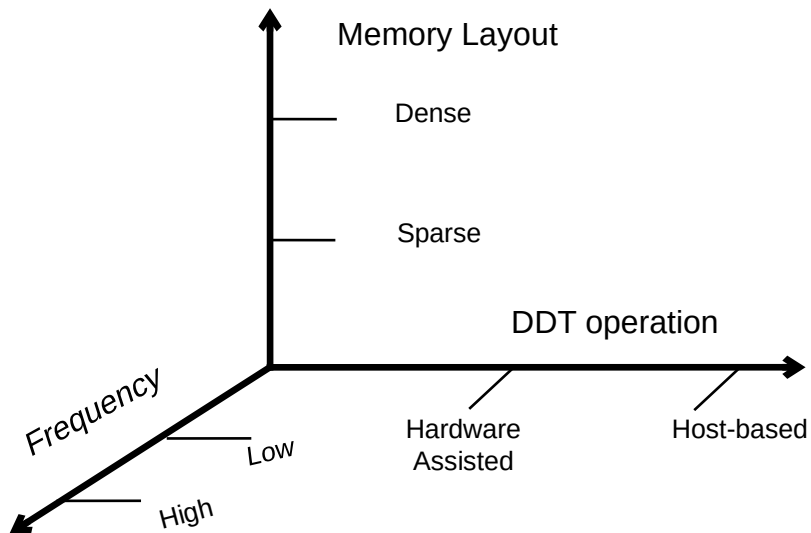 Memory Layout
Dense
Sparse
DDT operation
Frequency
Hardware
Assisted
Host-based
Low
High